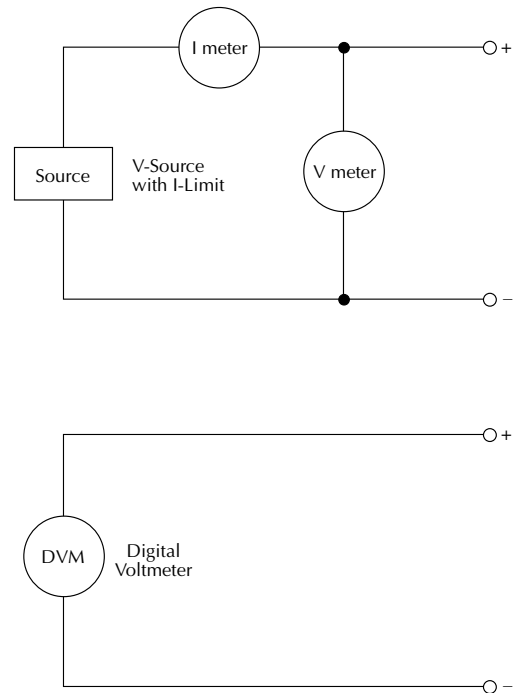 I meter
+
Source
V-Source
with I-Limit
V meter
–
+
DVM
Digital
Voltmeter
–